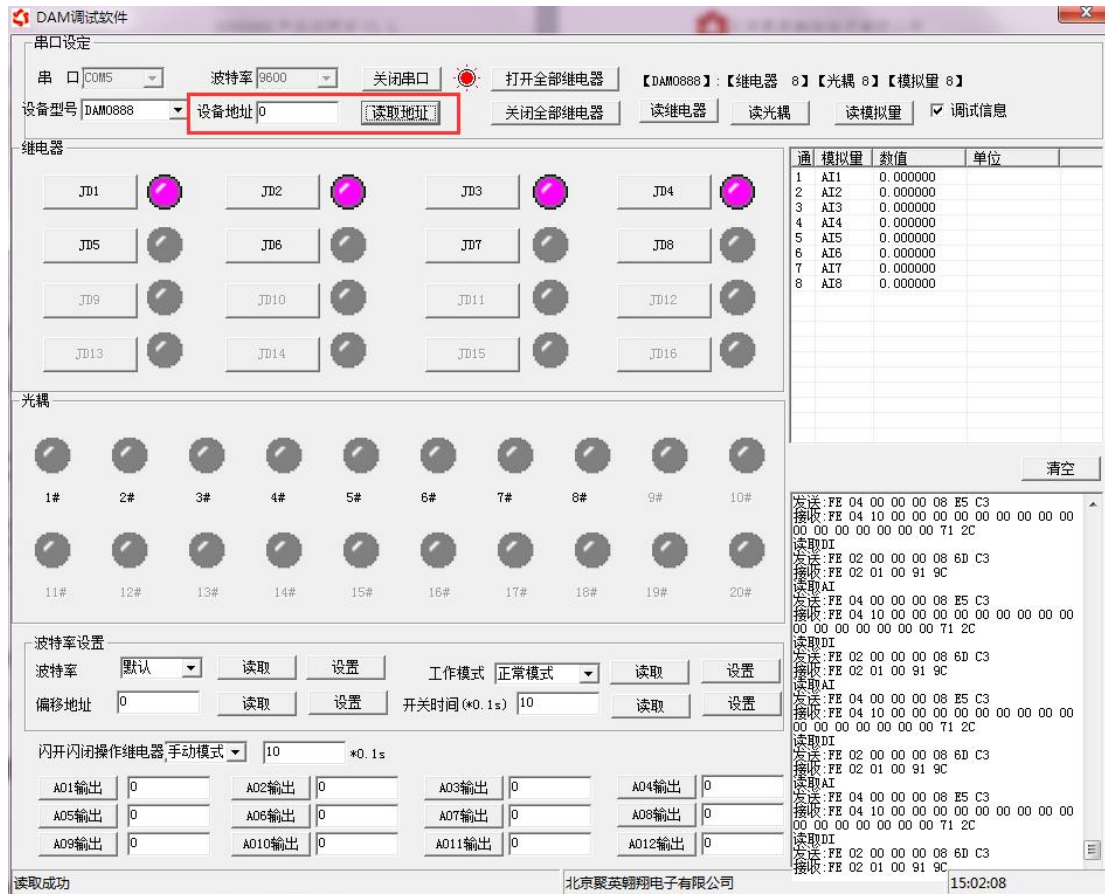 DAM调试软件
串口设定
串 口 COM5 波特率 9600 关闭串口 打开全部继电器 【DAM0888】:【继电器 8】【光耦 8】【模拟量 8】
设备型号 DAM0888 设备地址 0 读取地址 关闭全部继电器 读继电器 读光耦 读模拟量 调试信息
继电器
JD1 JD2 JD3 JD4
JD5 JD6 JD7 JD8
JD9 JD10 JD11 JD12
JD13 JD14 JD15 JD16
光耦
1# 2# 3# 4# 5# 6# 7# 8# 9# 10#
11# 12# 13# 14# 15# 16# 17# 18# 19# 20#
波特率设置
波特率 默认 读取 设置 工作模式 正常模式 读取 设置
偏移地址 0 读取 设置 开关时间(*0.1s) 10 读取 设置
闪开闪闭操作继电器 手动模式 10 *0.1s
AO1输出 0 AO2输出 0 AO3输出 0 AO4输出 0
AO5输出 0 AO6输出 0 AO7输出 0 AO8输出 0
AO9输出 0 AO10输出 0 AO11输出 0 AO12输出 0
通 模拟量 数值 单位
1 AI1 0.000000
2 AI2 0.000000
3 AI3 0.000000
4 AI4 0.000000
5 AI5 0.000000
6 AI6 0.000000
7 AI7 0.000000
8 AI8 0.000000
清空
发送:FE 04 00 00 00 08 E5 C3
接收:FE 04 10 00 00 00 00 00 00 00 00 00
00 00 00 00 00 00 00 71 2C
读取DI
发送:FE 02 00 00 00 08 6D C3
接收:FE 02 01 00 91 9C
读取AI
发送:FE 04 00 00 00 08 E5 C3
接收:FE 04 10 00 00 00 00 00 00 00 00 00
00 00 00 00 00 00 00 71 2C
读取DI
发送:FE 02 00 00 00 08 6D C3
接收:FE 02 01 00 91 9C
读取AI
发送:FE 04 00 00 00 08 E5 C3
接收:FE 04 10 00 00 00 00 00 00 00 00 00
00 00 00 00 00 00 00 71 2C
读取DI
发送:FE 02 00 00 00 08 6D C3
接收:FE 02 01 00 91 9C
读取AI
发送:FE 04 00 00 00 08 E5 C3
接收:FE 04 10 00 00 00 00 00 00 00 00 00
00 00 00 00 00 00 00 71 2C
读取DI
发送:FE 02 00 00 00 08 6D C3
接收:FE 02 01 00 91 9C
读取成功 北京聚英翱翔电子有限公司 15:02:08